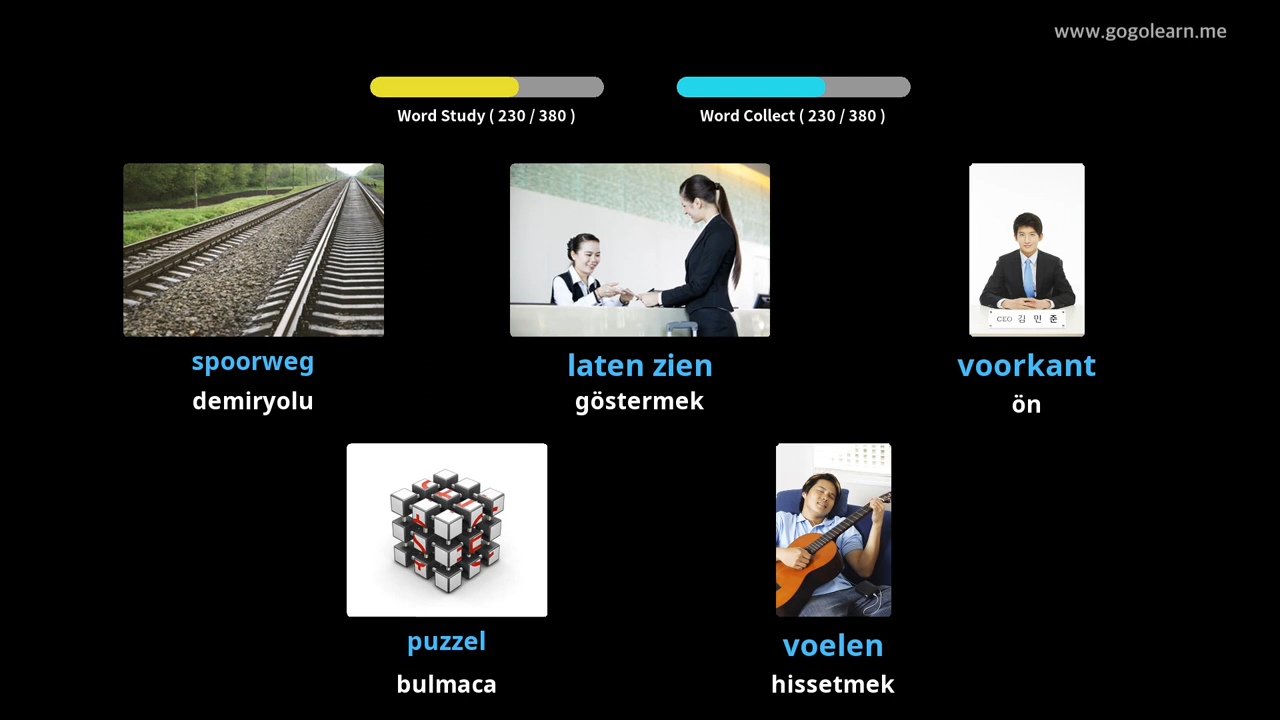 www.gogolearn.me
Word Study ( 230 / 380 )
Word Collect ( 230 / 380 )
CEO 김 민 준
spoorweg
demiryolu
laten zien
göstermek
voorkant
ön
puzzel
bulmaca
voelen
hissetmek